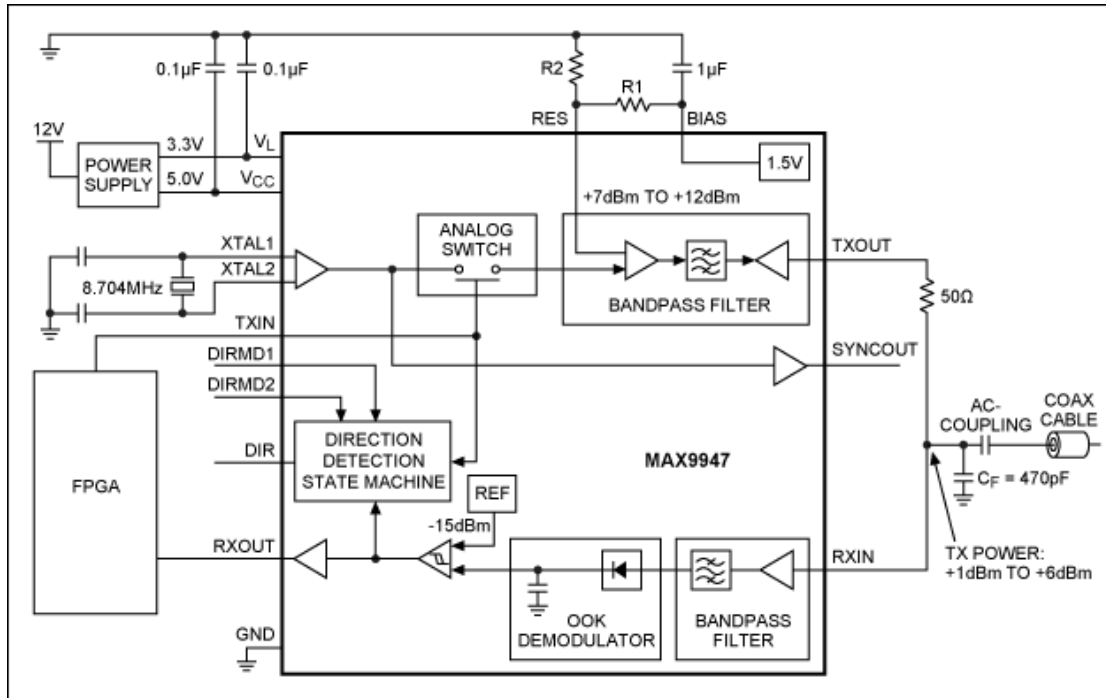 0.1µF
0.1µF
R2
1µF
R1
RES
BIAS
12V
POWER
SUPPLY
3.3V
VL
5.0V
VCC
1.5V
+7dBm TO +12dBm
XTAL1
XTAL2
8.704MHz
ANALOG
SWITCH
BANDPASS FILTER
TXOUT
50Ω
TXIN
DIRMD1
DIRMD2
SYNCOUT
AC-
COUPLING
COAX
CABLE
DIR
DIRECTION
DETECTION
STATE MACHINE
MAX9947
CF = 470pF
FPGA
REF
-15dBm
RXOUT
RXIN
TX POWER:
+1dBm TO +6dBm
OOK
DEMODULATOR
BANDPASS
FILTER
GND